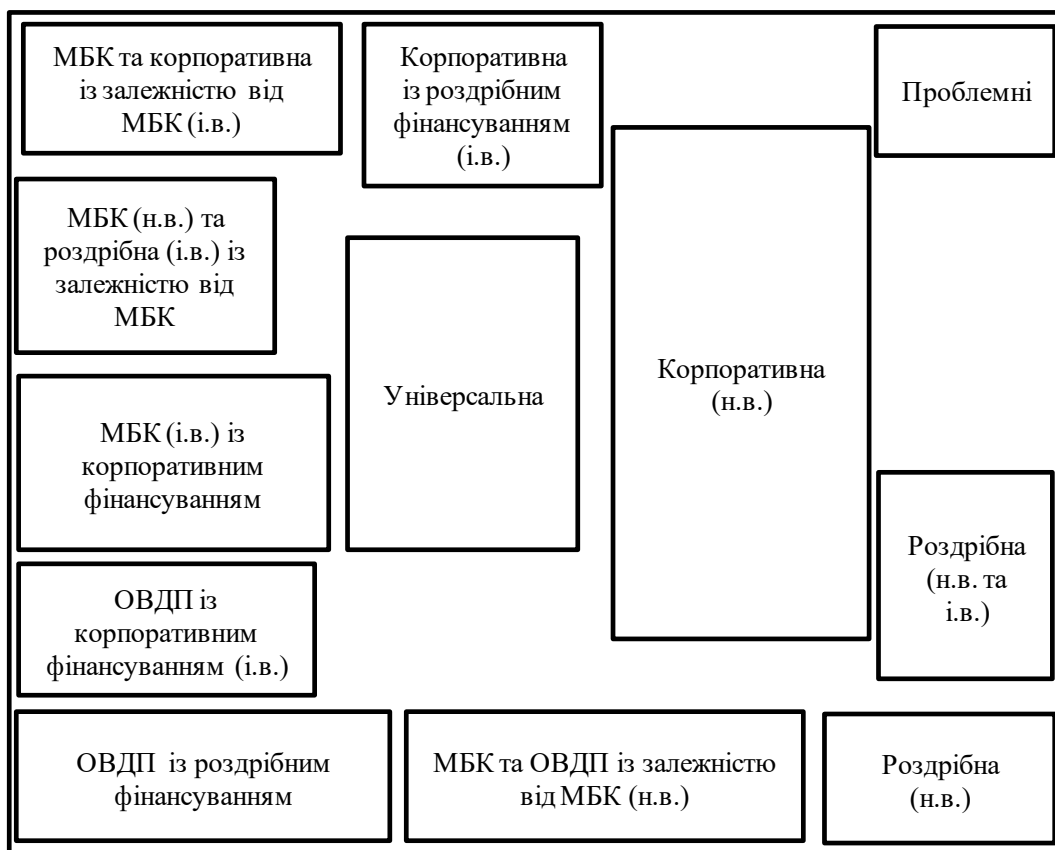 МБК та корпоративна
із залежністю від
МБК (і.в.)
Корпоративна
із роздрібним
фінансуванням
(і.в.)
Проблемні
МБК (н.в.) та
роздрібна (і.в.) із
залежністю від
МБК
Універсальна
Корпоративна
(н.в.)
МБК (і.в.) із
корпоративним
фінансуванням
Роздрібна
(н.в. та
і.в.)
ОВДП із
корпоративним
фінансуванням (і.в.)
ОВДП із роздрібним
фінансуванням
МБК та ОВДП із залежністю
від МБК (н.в.)
Роздрібна
(н.в.)